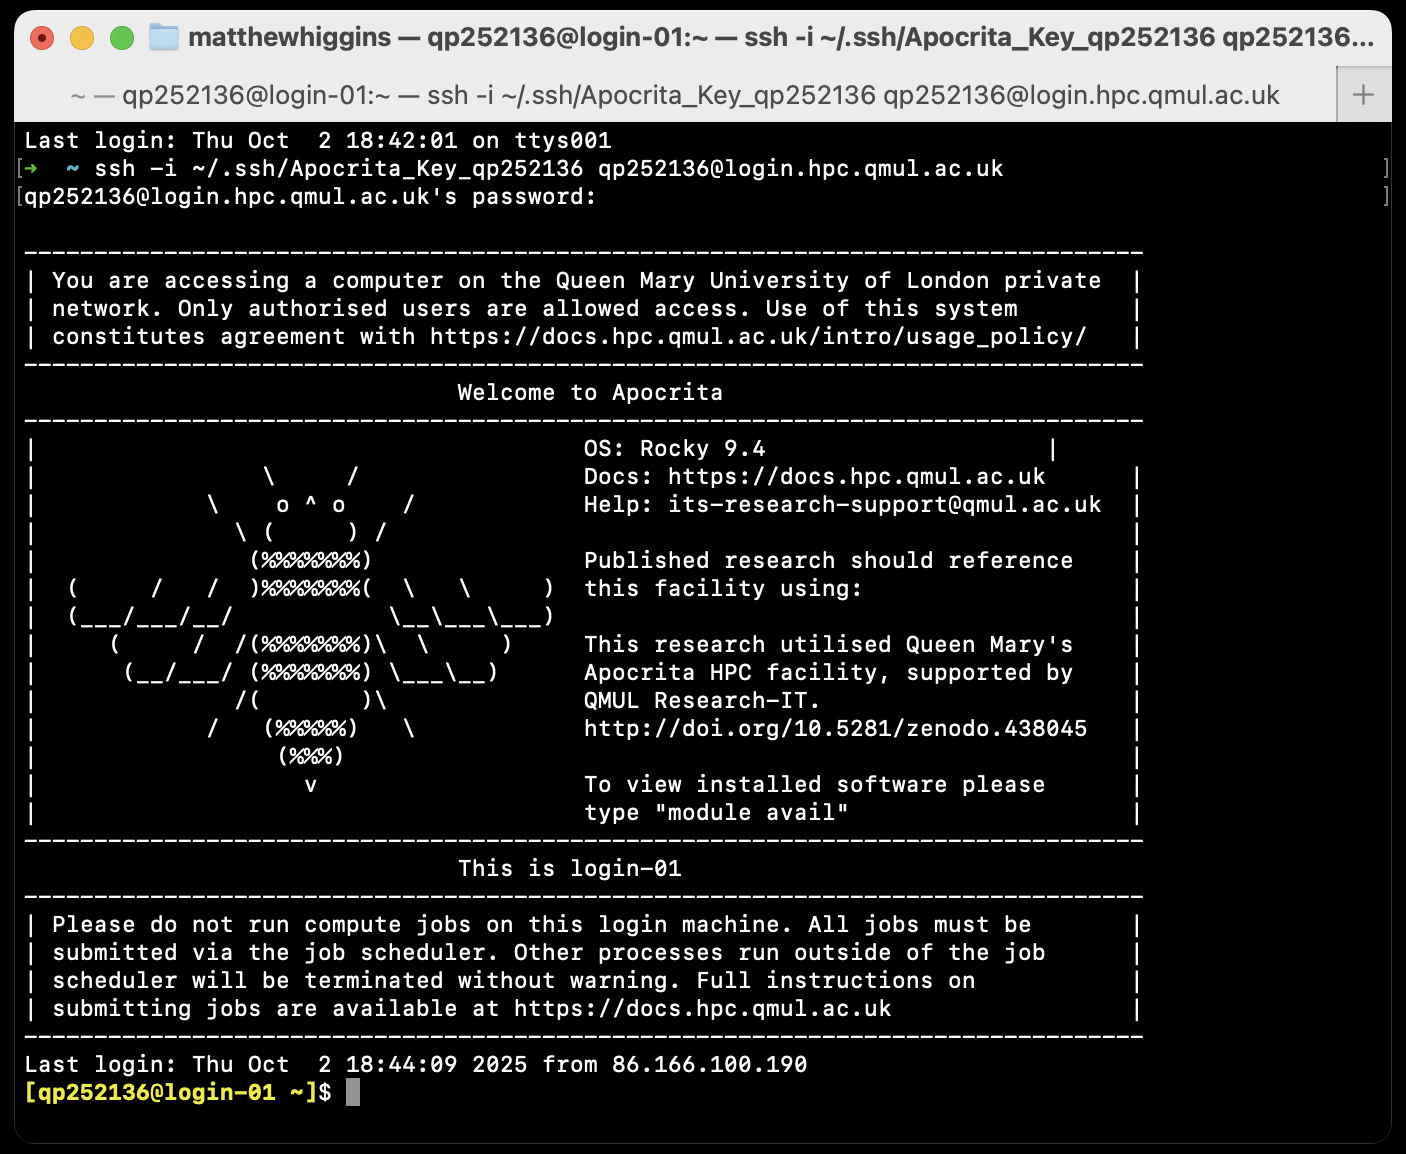 matthewhiggins — qp252136@login-01:~ — ssh -i ~/.ssh/Apocrita_Key_qp252136 qp252136...
~ — qp252136@login-01:~ — ssh -i ~/.ssh/Apocrita_Key_qp252136 qp252136@login.hpc.qmul.ac.uk +
Last login: Thu Oct  2 18:42:01 on ttys001
[➜  ~ ssh -i ~/.ssh/Apocrita_Key_qp252136 qp252136@login.hpc.qmul.ac.uk ]
[qp252136@login.hpc.qmul.ac.uk's password: ]
--------------------------------------------------------------------------------
| You are accessing a computer on the Queen Mary University of London private  |
| network. Only authorised users are allowed access. Use of this system        |
| constitutes agreement with https://docs.hpc.qmul.ac.uk/intro/usage_policy/   |
--------------------------------------------------------------------------------
                               Welcome to Apocrita
--------------------------------------------------------------------------------
|                                       OS: Rocky 9.4                    |
|                \     /                Docs: https://docs.hpc.qmul.ac.uk      |
|            \    o ^ o    /            Help: its-research-support@qmul.ac.uk  |
|              \ (     ) /                                                     |
|               (%%%%%%%)               Published research should reference    |
|  (     /   /  )%%%%%%%(  \   \     )  this facility using:                   |
|  (___/___/__/           \__\___\___)                                         |
|     (     /  /(%%%%%%%)\  \     )     This research utilised Queen Mary's    |
|      (__/___/ (%%%%%%%) \___\__)      Apocrita HPC facility, supported by    |
|              /(       )\              QMUL Research-IT.                      |
|            /   (%%%%%)   \            http://doi.org/10.5281/zenodo.438045   |
|                 (%%%)                                                        |
|                   v                   To view installed software please      |
|                                       type "module avail"                    |
--------------------------------------------------------------------------------
                               This is login-01
--------------------------------------------------------------------------------
| Please do not run compute jobs on this login machine. All jobs must be       |
| submitted via the job scheduler. Other processes run outside of the job      |
| scheduler will be terminated without warning. Full instructions on           |
| submitting jobs are available at https://docs.hpc.qmul.ac.uk                 |
--------------------------------------------------------------------------------
Last login: Thu Oct  2 18:44:09 2025 from 86.166.100.190
[qp252136@login-01 ~]$